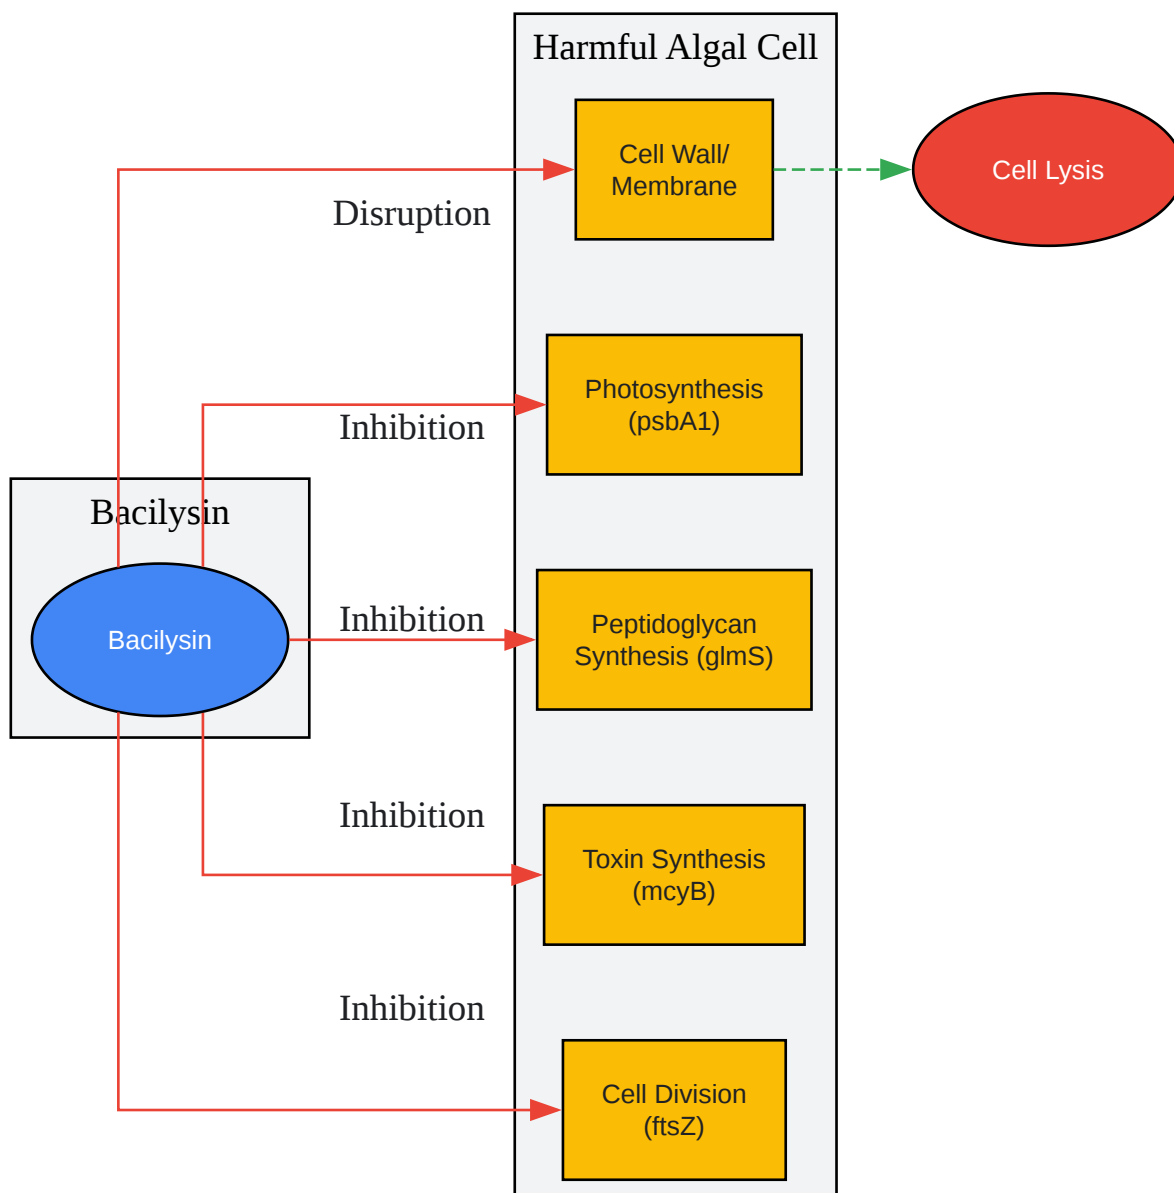 Harmful Algal Cell
Cell Wall/
Membrane
Cell Lysis
Disruption
Photosynthesis
(psbA1)
Inhibition
Bacilysin
Bacilysin
Inhibition
Peptidoglycan
Synthesis (glmS)
Inhibition
Toxin Synthesis
(mcyB)
Inhibition
Cell Division
(ftsZ)